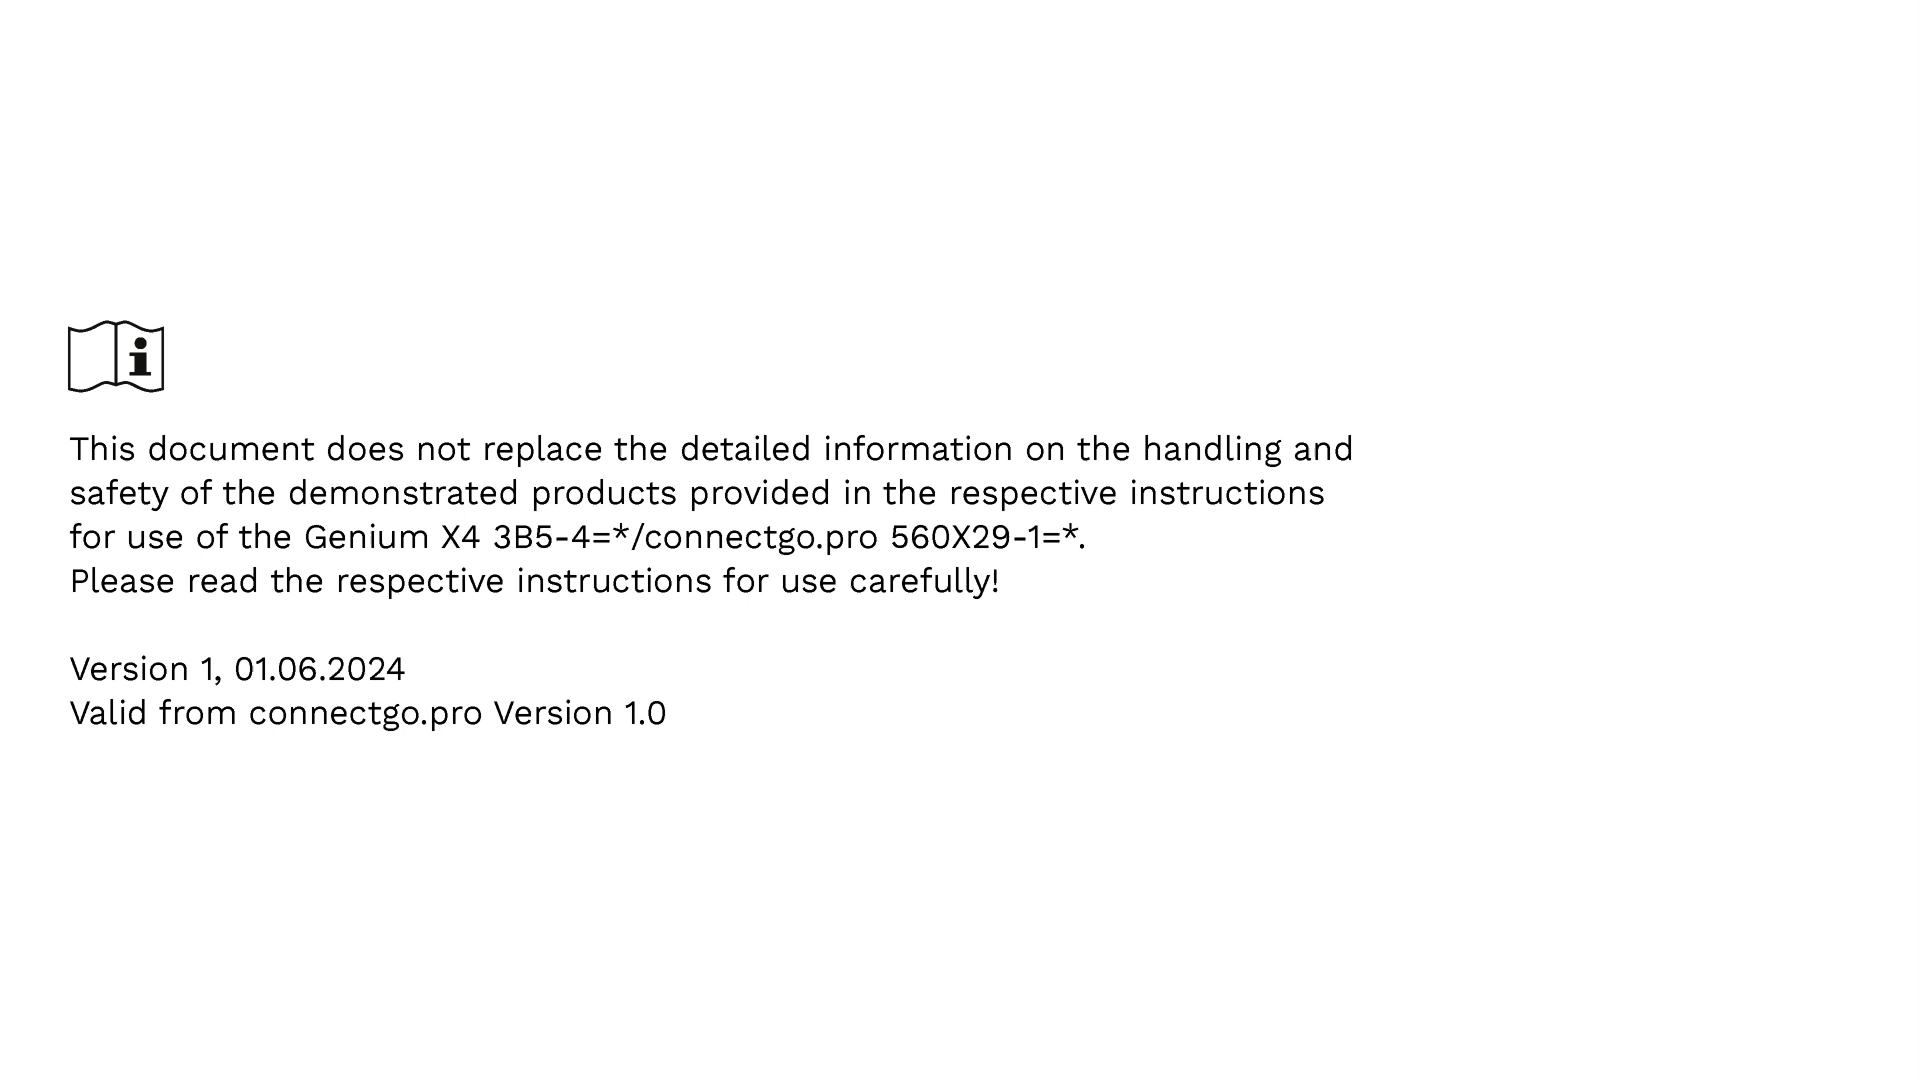 This document does not replace the detailed information on the handling and
safety of the demonstrated products provided in the respective instructions
for use of the Genium X4 3B5-4=*/connectgo.pro 560X29-1=*.
Please read the respective instructions for use carefully!
Version 1, 01.06.2024
Valid from connectgo.pro Version 1.0